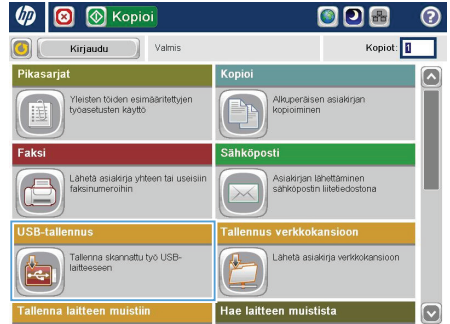 hp
Kopioi
?
Kirjaudu
Valmis
Kopiot: 1
Pikasarjat
Yleisten töiden esimääritettyjen
työasetusten käyttö
Kopioi
Alkuperäisen asiakirjan
kopioiminen
Faksi
Lähetä asiakirja yhteen tai useisiin
faksinumeroihin
Sähköposti
Asiakirjan lähettäminen
sähköpostin liitetiedostona
USB-tallennus
Tallenna skannattu työ USB-
laitteeseen
Tallennus verkkokansioon
Lähetä asiakirja verkkokansioon
Tallenna laitteen muistiin
Hae laitteen muistista